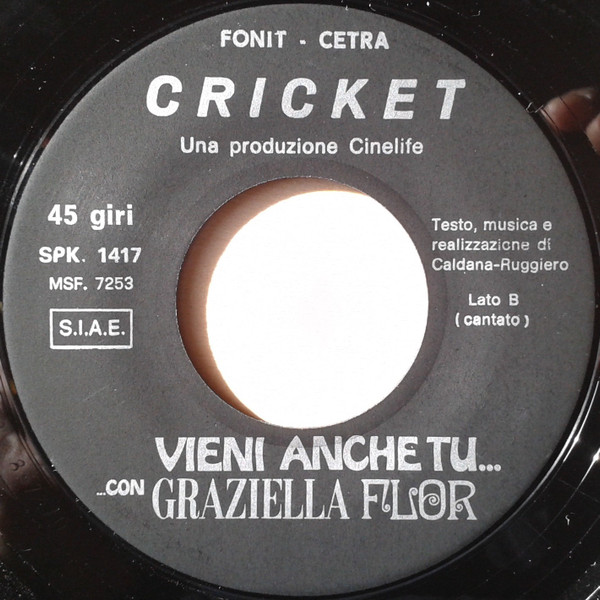 FONIT - CETRA
CRICKET
Una produzione Cinelife
45 giri
SPK. 1417
MSF. 7253
S.I.A.E.
Testo, musica e
realizzazione di
Caldana-Ruggiero
Lato B
(cantato)
VIENI ANCHE TU...
...CON GRAZIELLA FLOR